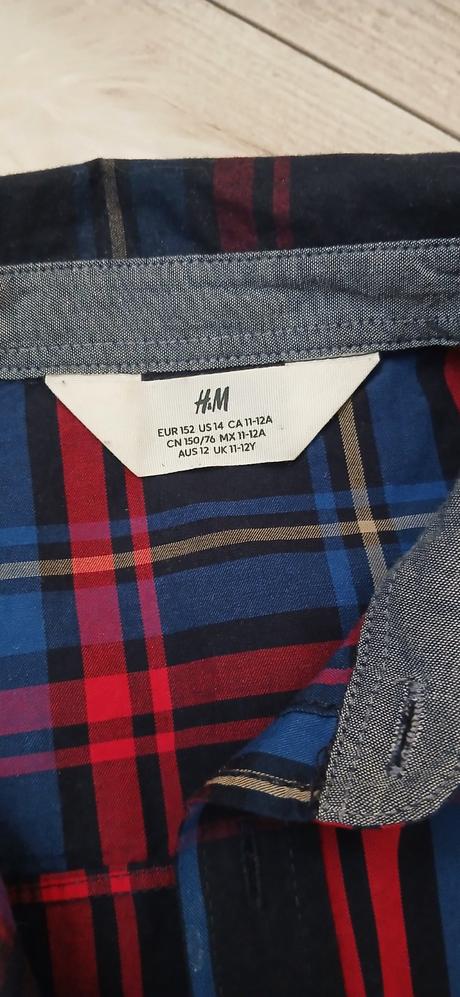 H&M
EUR 152 US 14 CA 11-12A
CN 150/76 MX 11-12A
AUS 12 UK 11-12Y